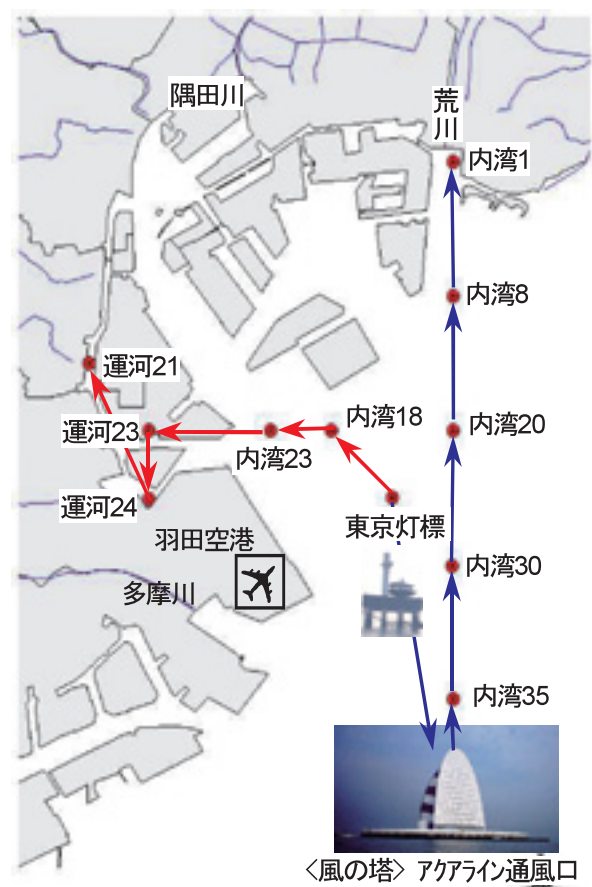 隅田川
荒
川
内湾1
内湾8
運河21
内湾18
運河23
内湾23
内湾20
運河24
東京灯標
羽田空港
内湾30
多摩川
内湾35
〈風の塔〉 アクアライン通風口